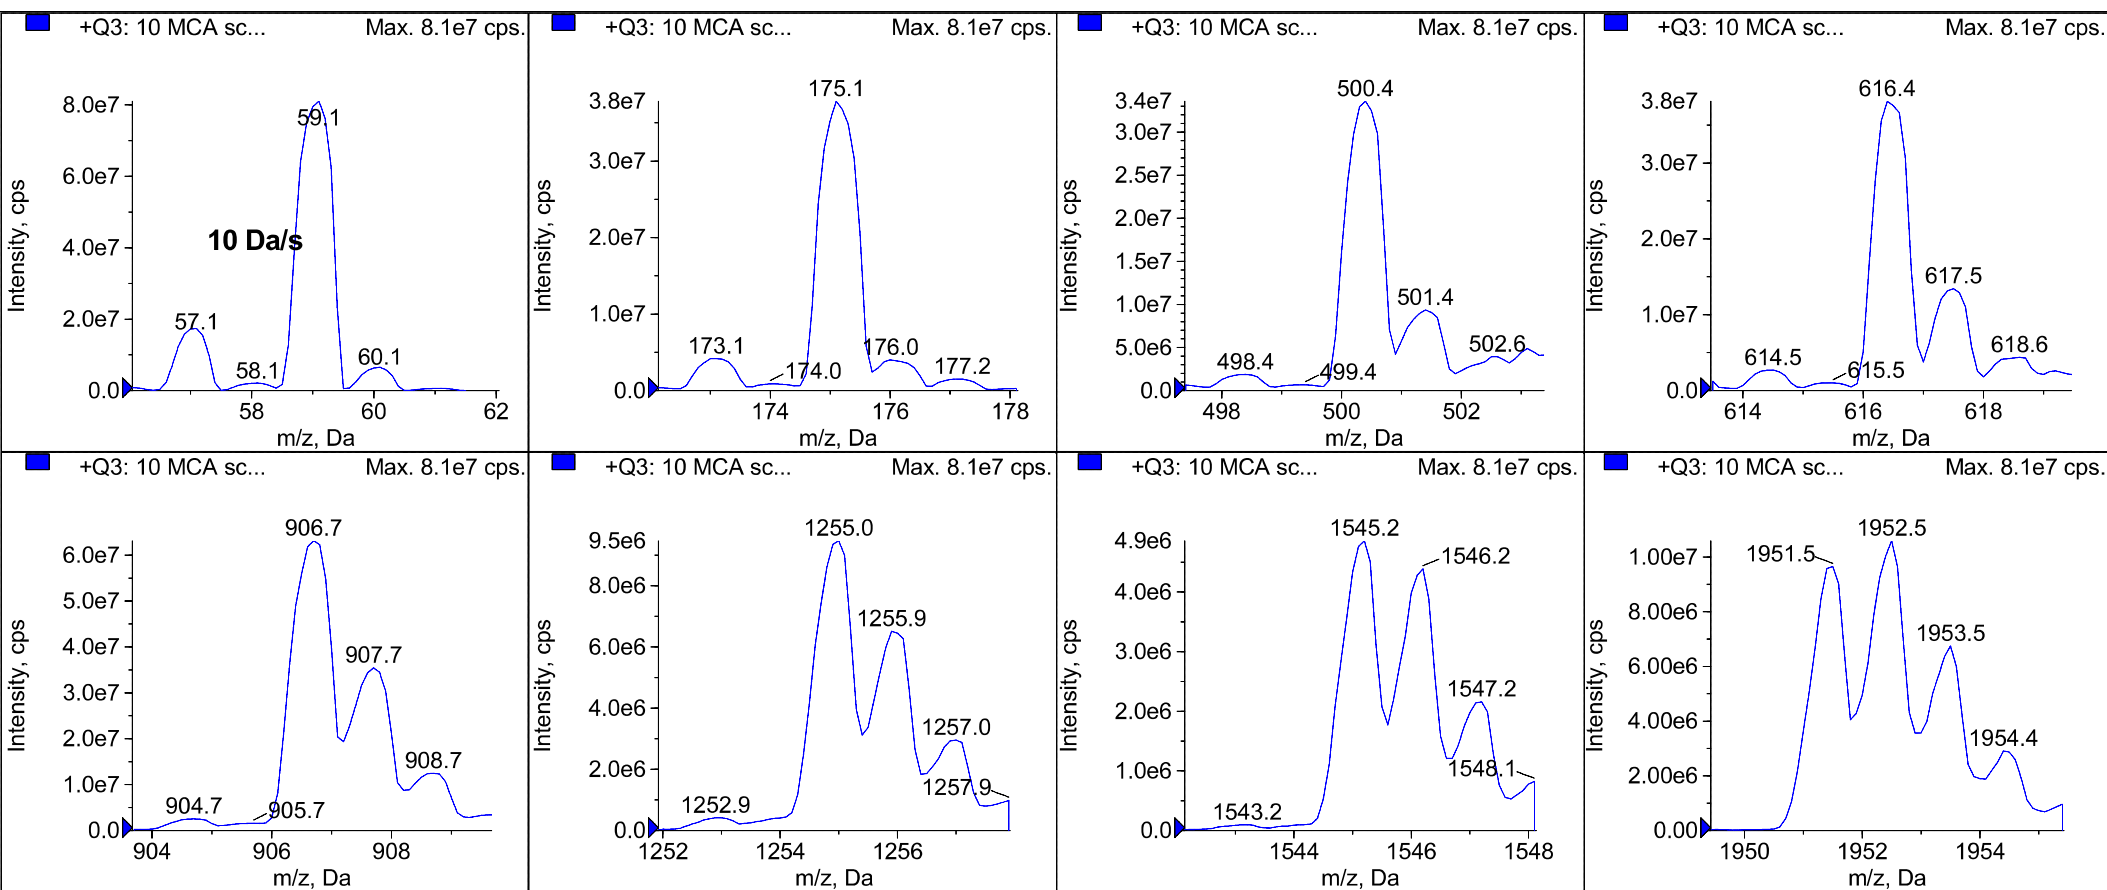 +Q3: 10 MCA sc... Max. 8.1e7 cps.
Intensity, cps
8.0e7
6.0e7
4.0e7
2.0e7
0.0
59.1
10 Da/s
57.1
58.1
60.1
58 60 62
m/z, Da
+Q3: 10 MCA sc... Max. 8.1e7 cps.
Intensity, cps
3.8e7
3.0e7
2.0e7
1.0e7
0.0
175.1
173.1
174.0
176.0
177.2
174 176 178
m/z, Da
+Q3: 10 MCA sc... Max. 8.1e7 cps.
Intensity, cps
3.4e7
3.0e7
2.5e7
2.0e7
1.5e7
1.0e7
5.0e6
0.0
500.4
501.4
502.6
498.4
499.4
498 500 502
m/z, Da
+Q3: 10 MCA sc... Max. 8.1e7 cps.
Intensity, cps
3.8e7
3.0e7
2.0e7
1.0e7
0.0
616.4
617.5
618.6
614.5
615.5
614 616 618
m/z, Da
+Q3: 10 MCA sc... Max. 8.1e7 cps.
Intensity, cps
6.0e7
5.0e7
4.0e7
3.0e7
2.0e7
1.0e7
0.0
906.7
907.7
908.7
904.7
905.7
904 906 908
m/z, Da
+Q3: 10 MCA sc... Max. 8.1e7 cps.
Intensity, cps
9.5e6
8.0e6
6.0e6
4.0e6
2.0e6
0.0
1255.0
1255.9
1257.0
1257.9
1252.9
1252 1254 1256
m/z, Da
+Q3: 10 MCA sc... Max. 8.1e7 cps.
Intensity, cps
4.9e6
4.0e6
3.0e6
2.0e6
1.0e6
0.0
1545.2
1546.2
1547.2
1548.1
1543.2
1544 1546 1548
m/z, Da
+Q3: 10 MCA sc... Max. 8.1e7 cps.
Intensity, cps
1.00e7
8.00e6
6.00e6
4.00e6
2.00e6
0.00
1952.5
1951.5
1953.5
1954.4
1950 1952 1954
m/z, Da